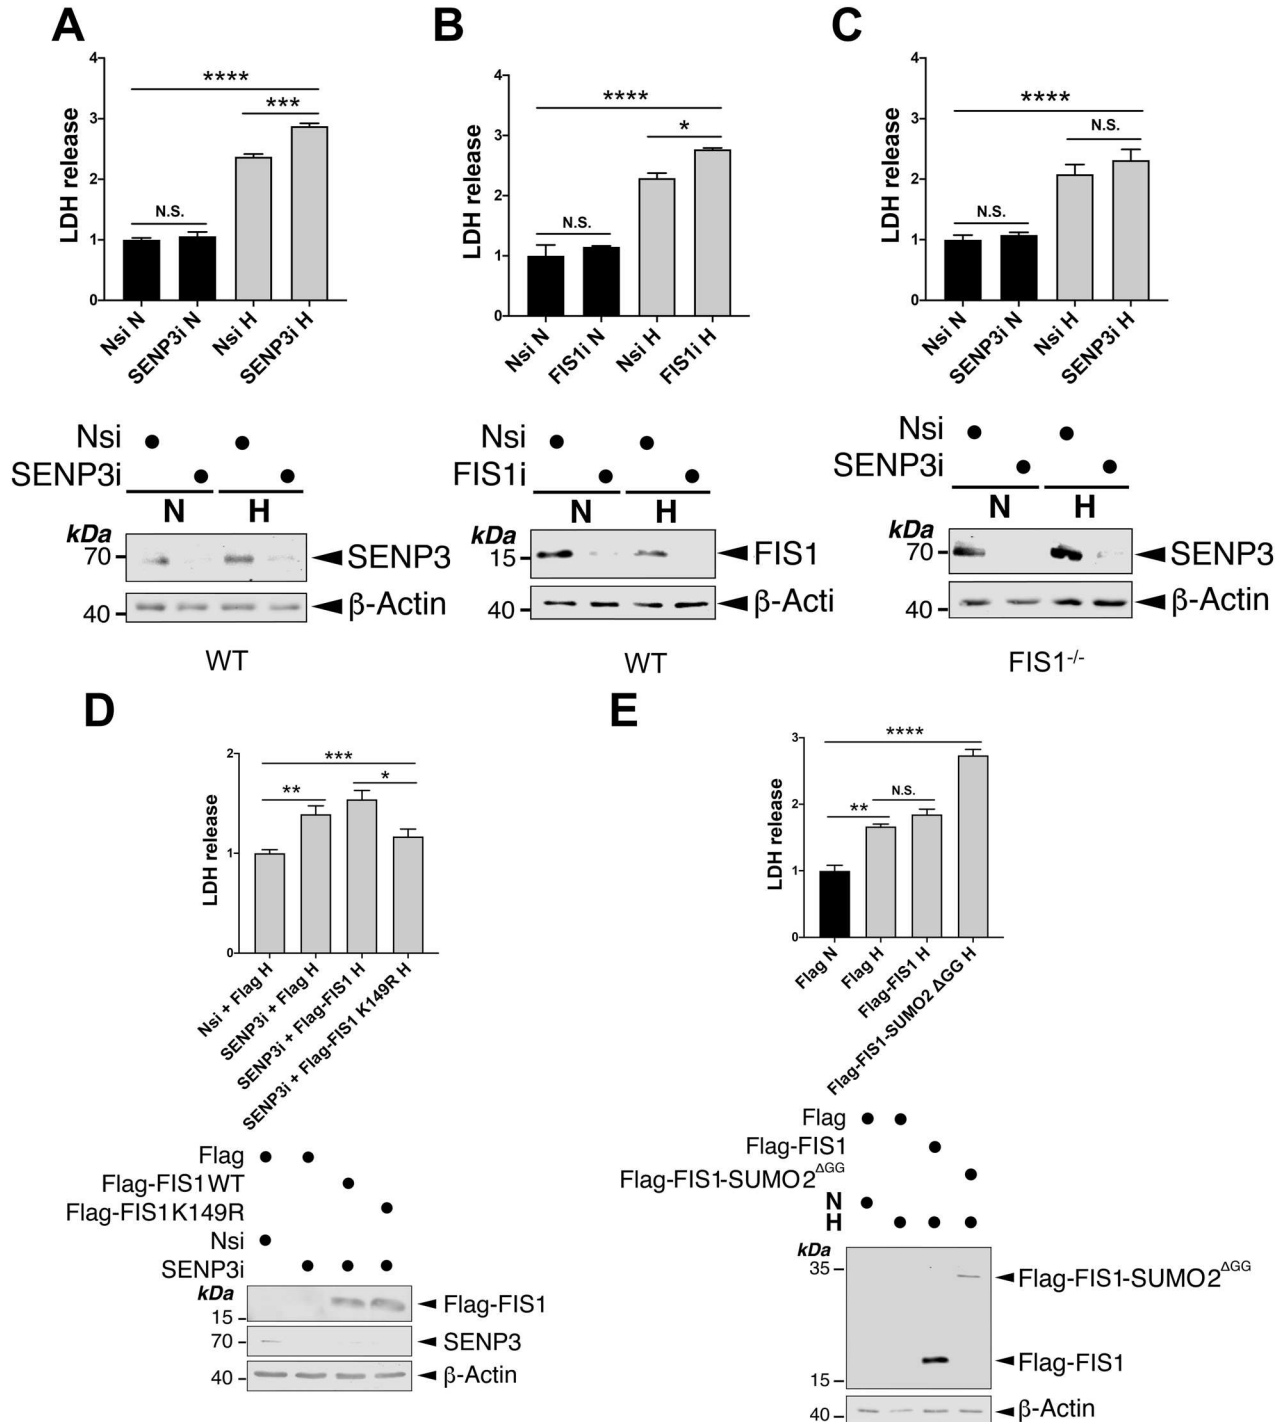 A
4
3
2
1
0
LDH release
****
***
N.S.
Nsi N
SENP3i N
Nsi H
SENP3i H
Nsi
SENP3i
N H
kDa
70
SENP3
40
β-Actin
WT
B
4
3
2
1
0
LDH release
****
*
N.S.
Nsi N
FIS1i N
Nsi H
FIS1i H
Nsi
FIS1i
N H
kDa
15
FIS1
40
β-Acti
WT
C
4
3
2
1
0
LDH release
****
N.S.
N.S.
Nsi N
SENP3i N
Nsi H
SENP3i H
Nsi
SENP3i
N H
kDa
70
SENP3
40
β-Actin
FIS1-/-
D
2
1
0
LDH release
***
*
**
Nsi + Flag H
SENP3i + Flag H
SENP3i + Flag-FIS1 H
SENP3i + Flag-FIS1 K149R H
Flag
Flag-FIS1WT
Flag-FIS1K149R
Nsi
SENP3i
kDa
15
Flag-FIS1
70
SENP3
40
β-Actin
E
3
2
1
0
LDH release
****
N.S.
**
Flag N
Flag H
Flag-FIS1 H
Flag-FIS1-SUMO2 ΔGG H
Flag
Flag-FIS1
Flag-FIS1-SUMO2ΔGG
N
H
kDa
35
Flag-FIS1-SUMO2ΔGG
Flag-FIS1
15
40
β-Actin